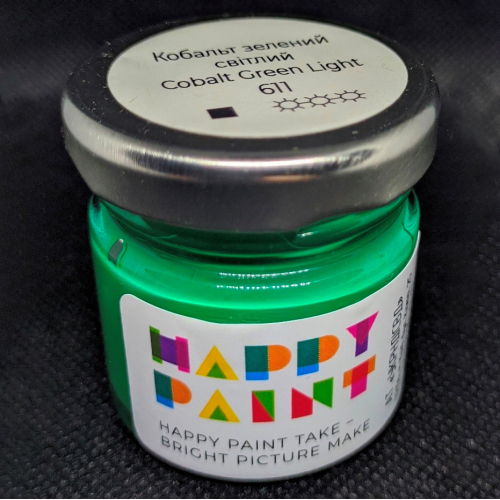 Кобальт зелений
світлий
Cobalt Green Light
611
HAPPY
PAINT
HAPPY PAINT TAKE –
BRIGHT PICTURE MAKE